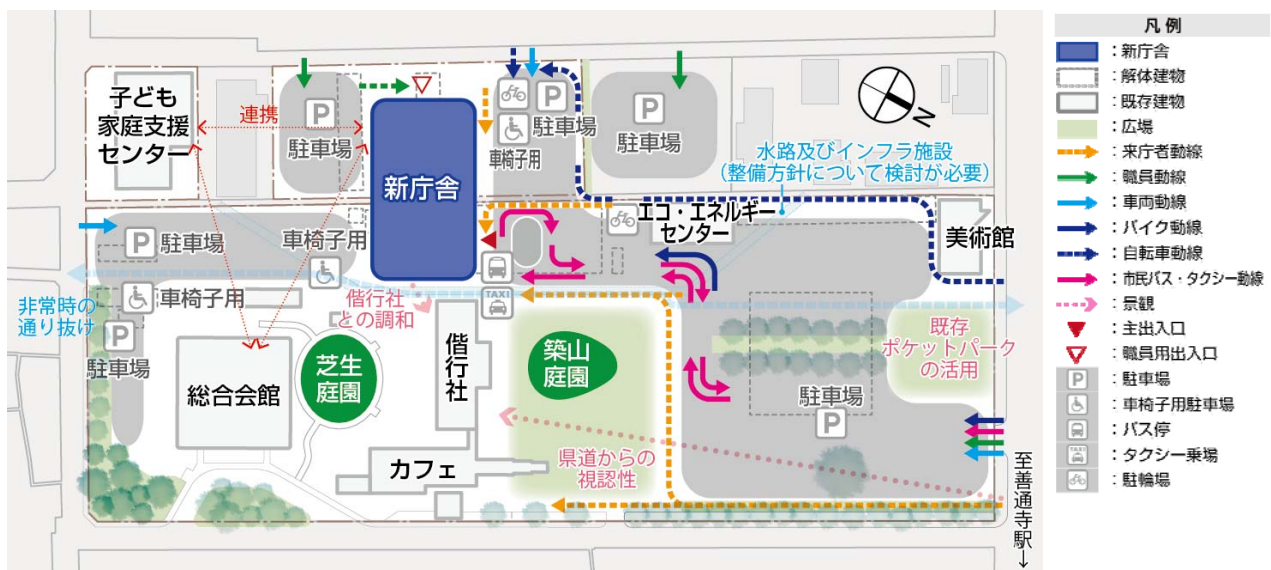 子ども
家庭支援
センター
連携
P
駐車場
新庁舎
P
駐車場
車椅子用
P
駐車場
N
水路及びインフラ施設
(整備方針について検討が必要)
エコ・エネルギー
センター
美術館
P
駐車場
車椅子用
車椅子用
非常時の
通り抜け
P
駐車場
偕行社
との調和
TAXI
総合会館
芝生
庭園
偕行社
築山
庭園
カフェ
県道からの
視認性
既存
ポケットパーク
の活用
駐車場
P
至善通寺駅→
凡例
：新庁舎
：解体建物
：既存建物
：広場
：来庁者動線
：職員動線
：車両動線
：バイク動線
：自転車動線
：市民バス・タクシー動線
：景観
：主出入口
：職員用出入口
P ：駐車場
：車椅子用駐車場
：バス停
TAXI ：タクシー乗場
：駐輪場